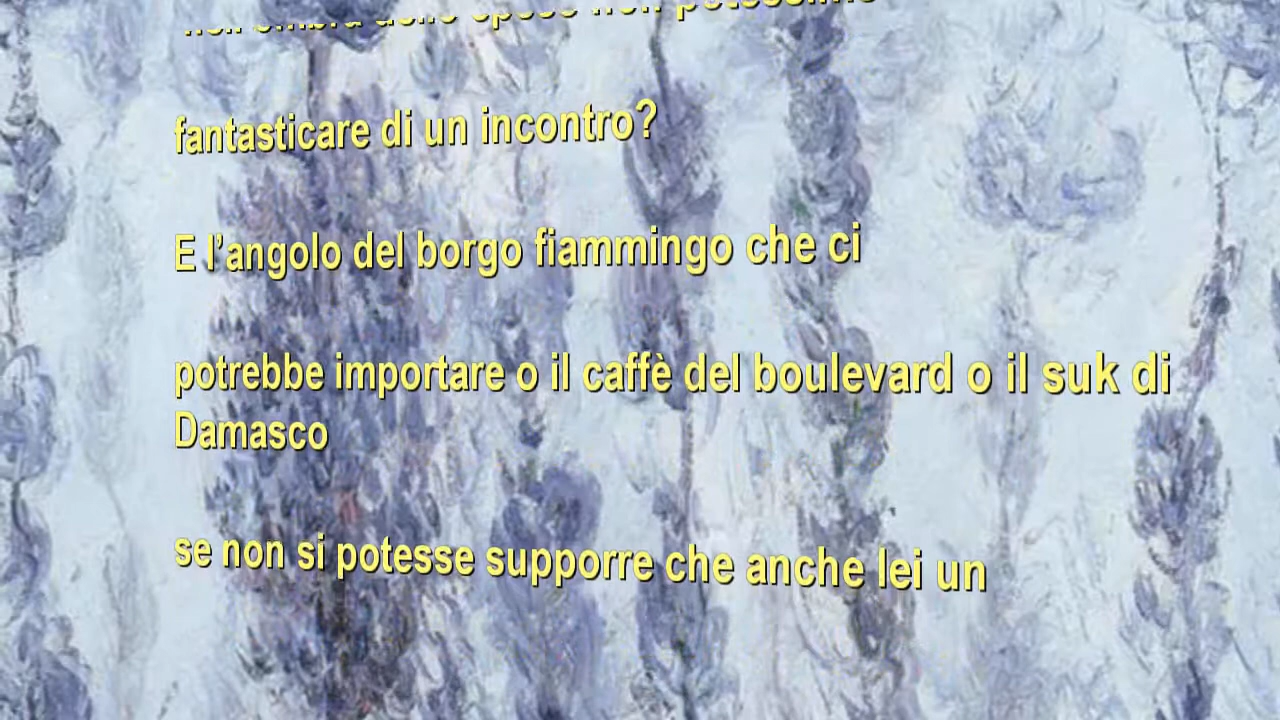 fantasticare di un incontro?
E l'angolo del borgo fiammingo che ci
potrebbe importare o il caffè del boulevard o il suk di
Damasco
se non si potesse supporre che anche lei un